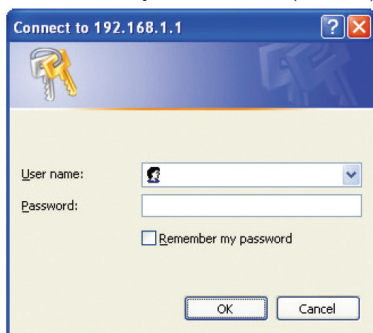 Connect to 192.168.1.1
User name:
Password:
Remember my password
OK Cancel